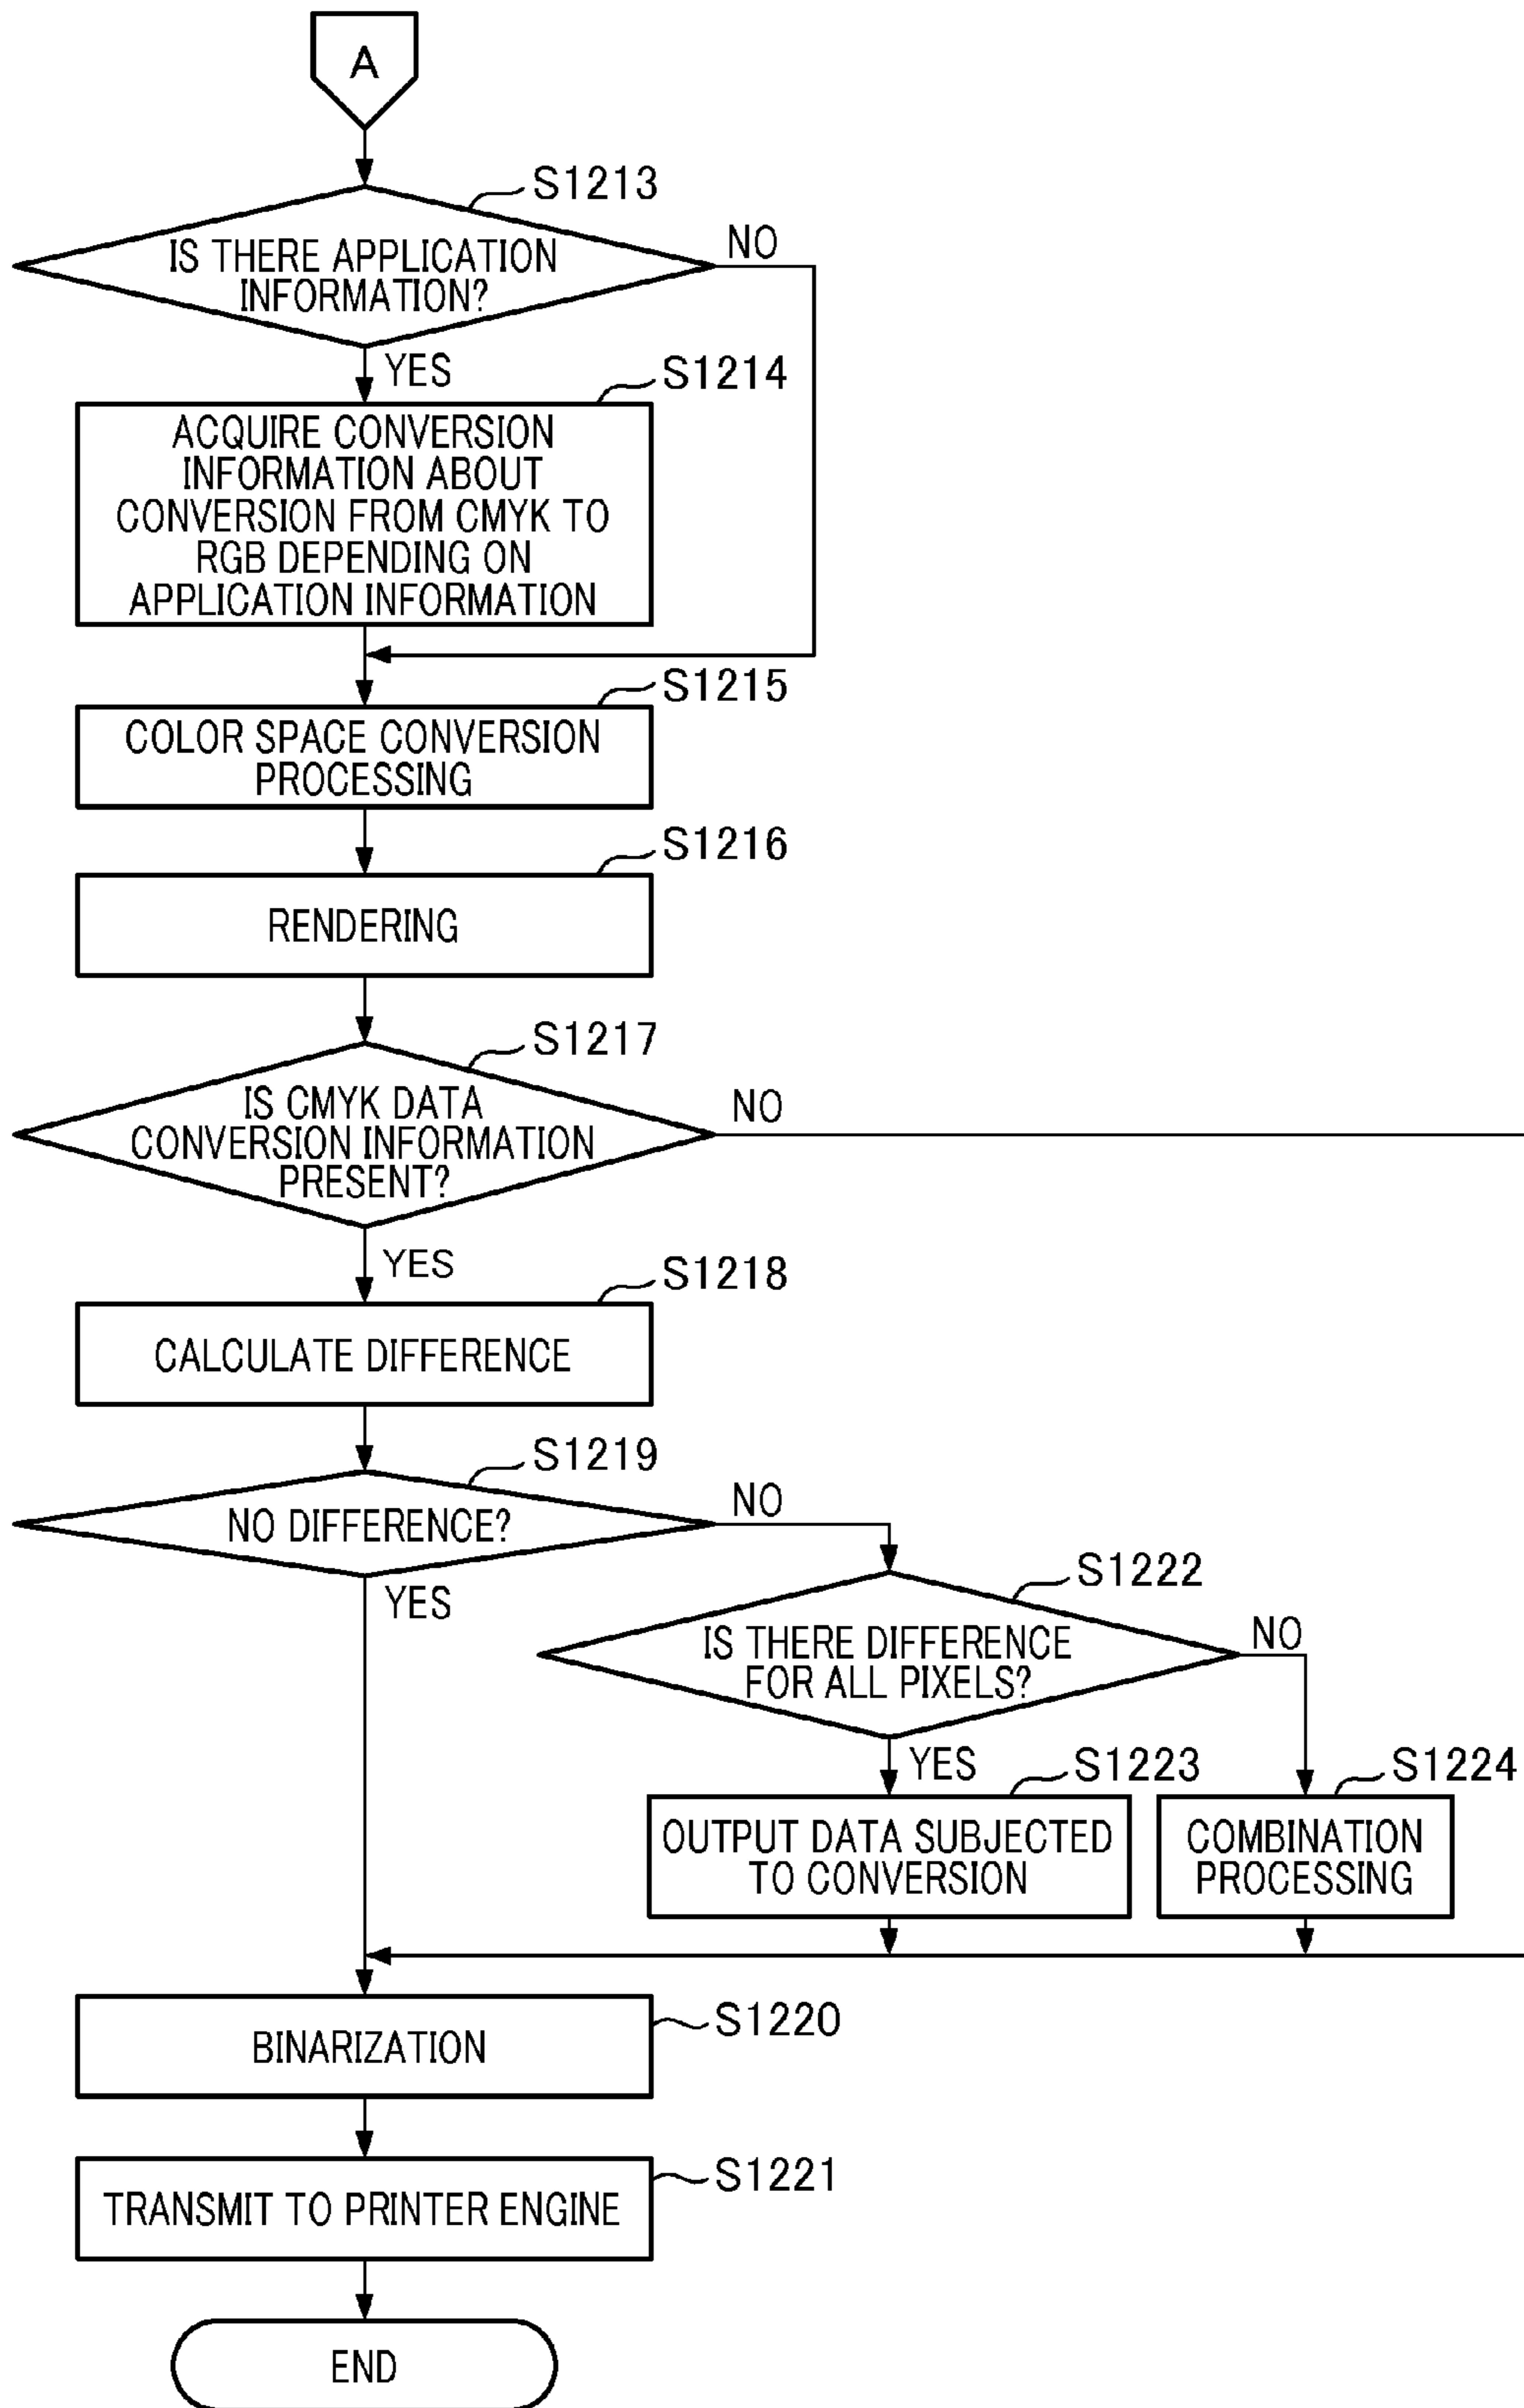 A
S1213
IS THERE APPLICATION
INFORMATION?
NO
YES
S1214
ACQUIRE CONVERSION
INFORMATION ABOUT
CONVERSION FROM CMYK TO
RGB DEPENDING ON
APPLICATION INFORMATION
S1215
COLOR SPACE CONVERSION
PROCESSING
S1216
RENDERING
S1217
IS CMYK DATA
CONVERSION INFORMATION
PRESENT?
NO
YES
S1218
CALCULATE DIFFERENCE
S1219
NO DIFFERENCE?
NO
YES
S1222
IS THERE DIFFERENCE
FOR ALL PIXELS?
NO
YES
S1223
OUTPUT DATA SUBJECTED
TO CONVERSION
S1224
COMBINATION
PROCESSING
S1220
BINARIZATION
S1221
TRANSMIT TO PRINTER ENGINE
END